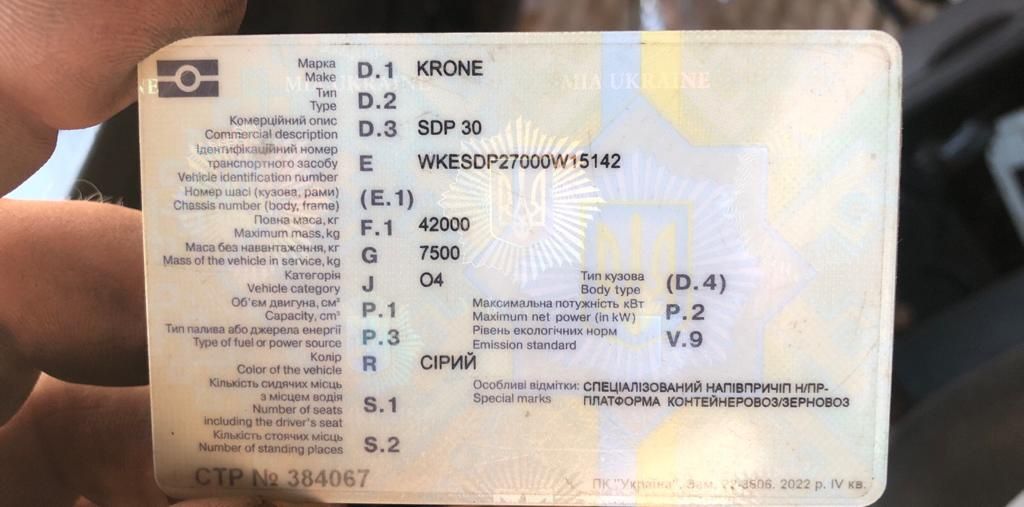 MIA UKRAINE MIA UKRAINE
Марка
Make D.1 KRONE
Тип
Type D.2
Комерційний опис
Commercial description D.3 SDP 30
Ідентифікаційний номер
транспортного засобу
Vehicle identification number E WKESDP27000W15142
Номер шасі (кузова, рами)
Chassis number (body, frame) (E.1)
Повна маса, кг
Maximum mass, kg F.1 42000
Маса без навантаження, кг
Mass of the vehicle in service, kg G 7500
Категорія
Vehicle category J O4
Тип кузова
Body type (D.4)
Об'єм двигуна, см³
Capacity, cm³ P.1
Максимальна потужність кВт
Maximum net power (in kW) P.2
Тип палива або джерела енергії
Type of fuel or power source P.3
Рівень екологічних норм
Emission standard V.9
Колір
Color of the vehicle R СІРИЙ
Кількість сидячих місць
з місцем водія
Number of seats
including the driver's seat S.1
Особливі відмітки: СПЕЦІАЛІЗОВАНИЙ НАПІВПРИЧІП Н/ПР-
Special marks ПЛАТФОРМА КОНТЕЙНЕРОВОЗ/ЗЕРНОВОЗ
Кількість стоячих місць
Number of standing places S.2
СТР № 384067
ПК "Україна". Зам. 22-3506. 2022 р. IV кв.